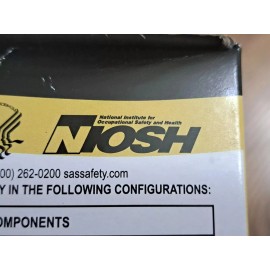 National Institute for
Occupational Safety and Health
NIOSH
00) 262-0200 sassafety.com
Y IN THE FOLLOWING CONFIGURATIONS:
OMPONENTS